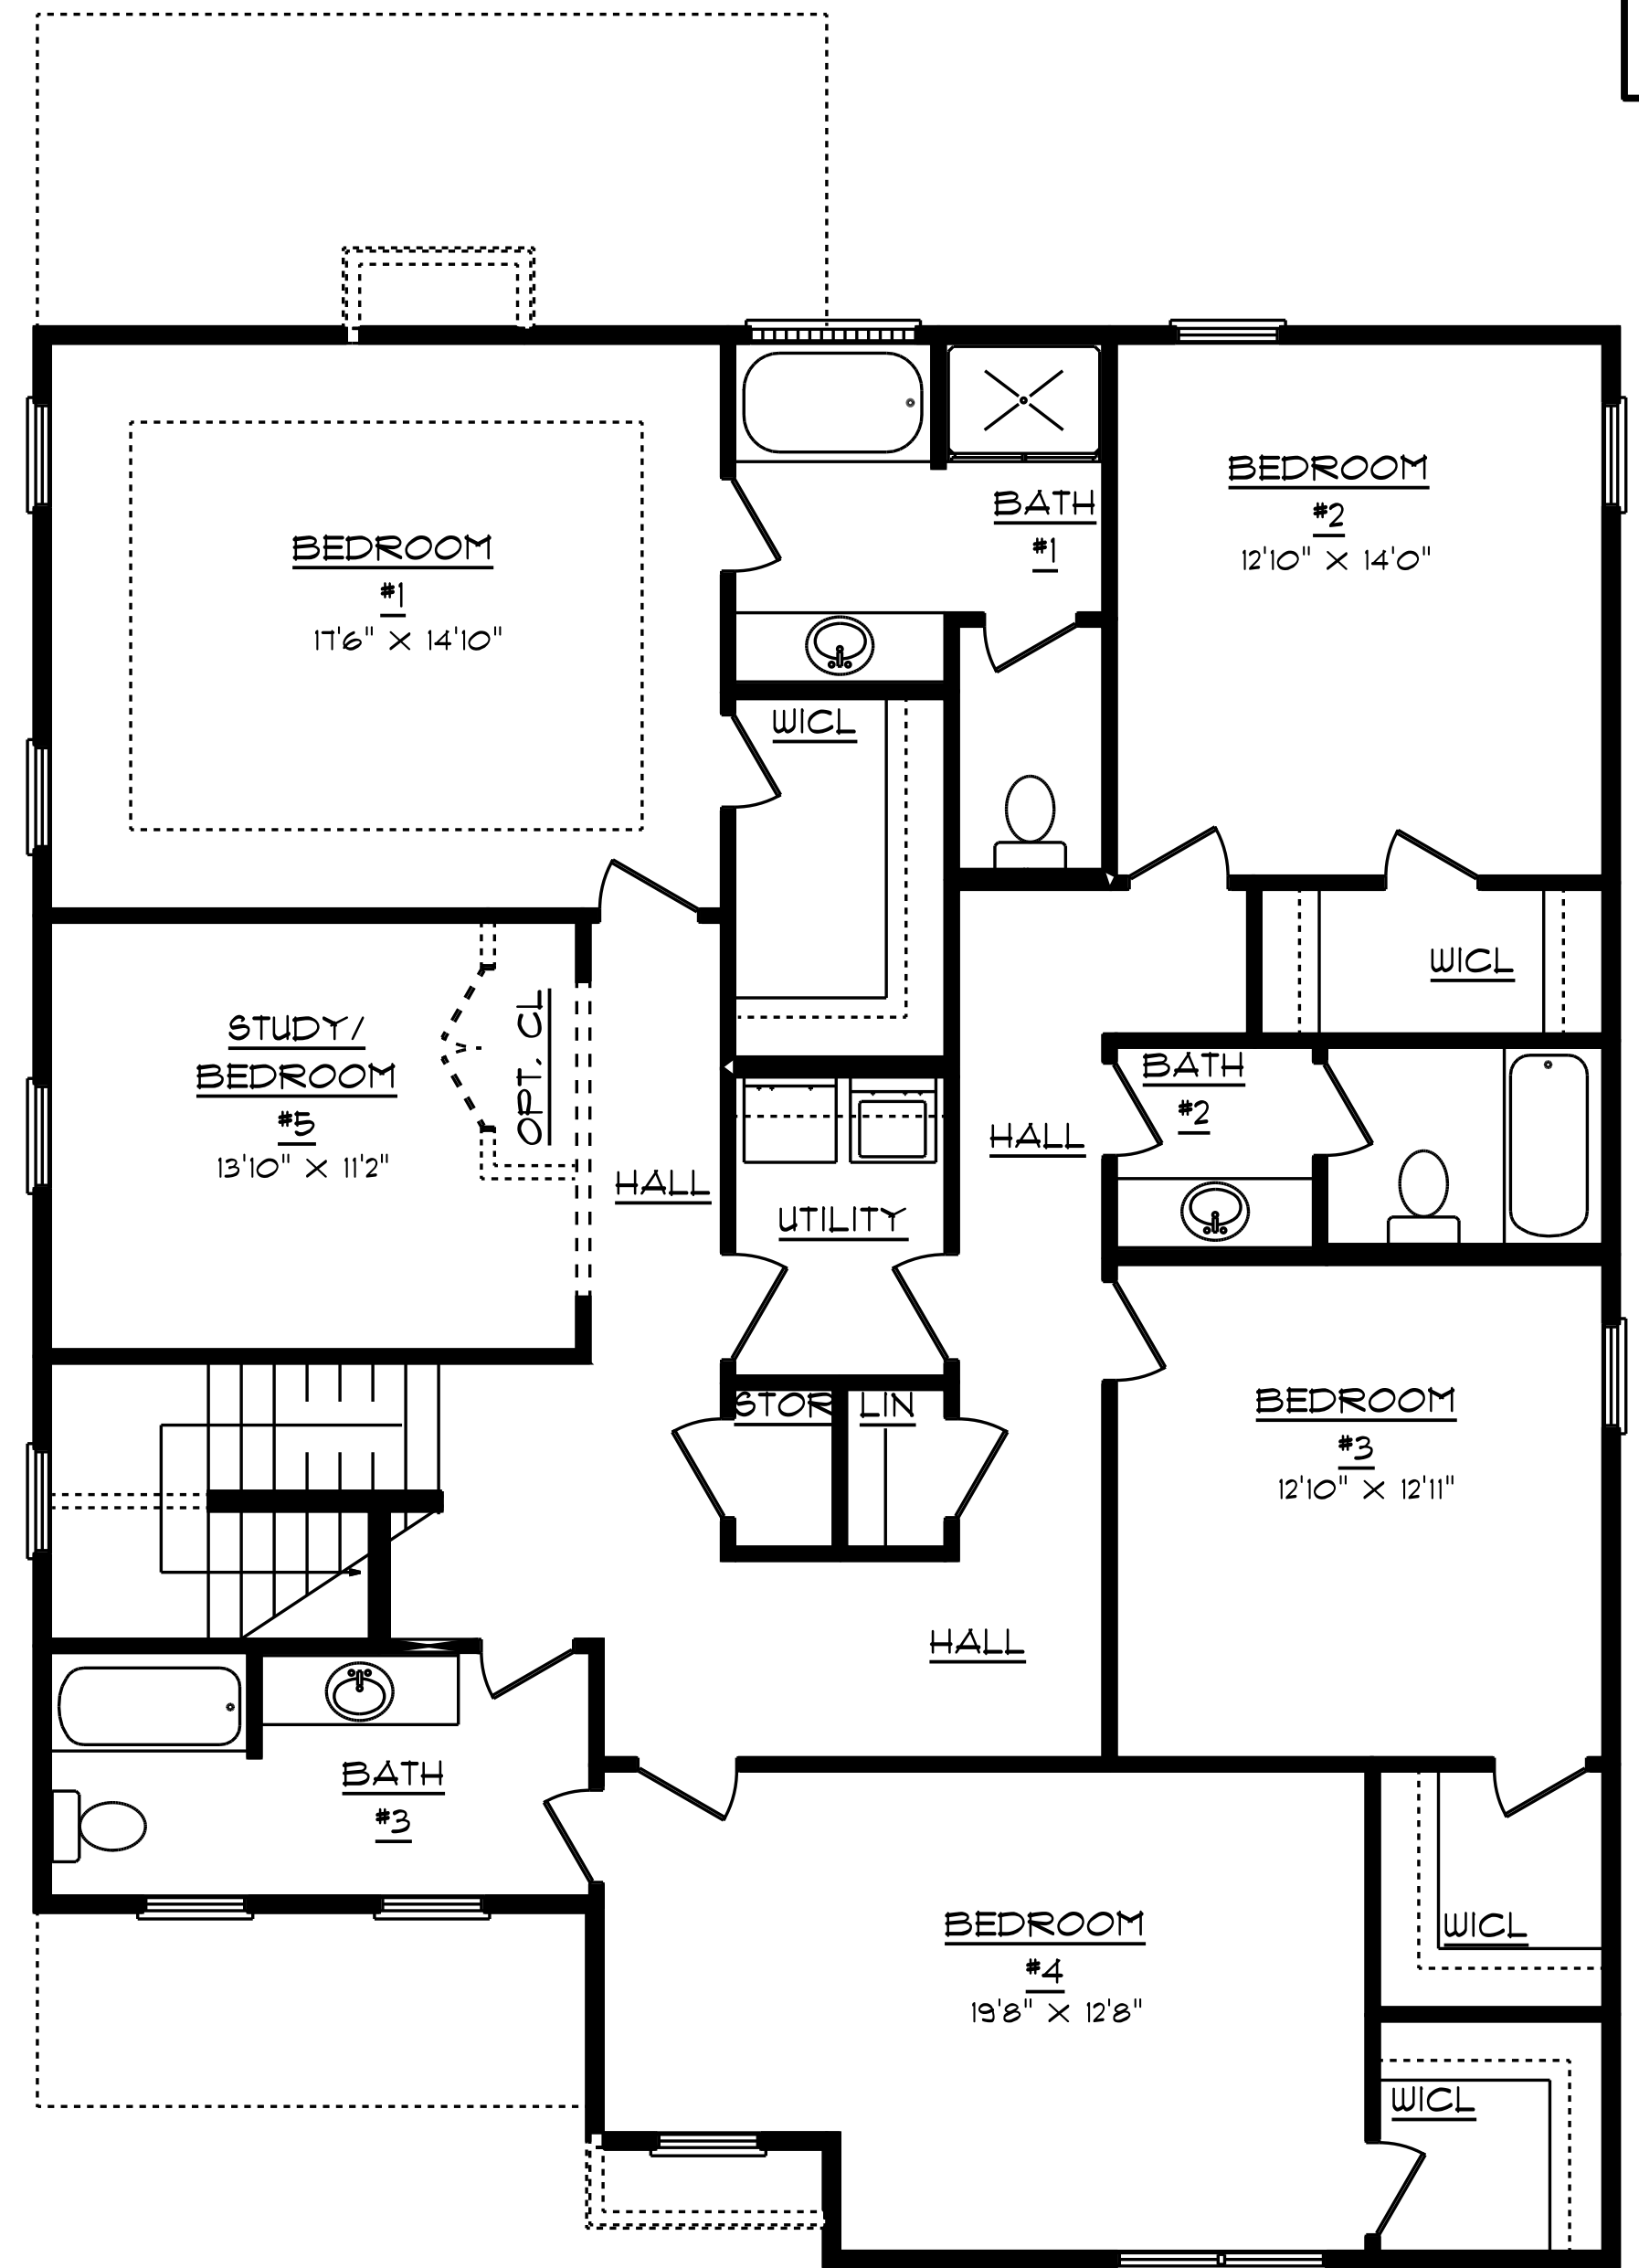 BEDROOM
#1
17'6" X 14'10"
BATH
#1
BEDROOM
#2
12'10" X 14'0"
WICL
WICL
STUDY/
BEDROOM
#5
13'10" X 11'2"
OPT. CL
HALL
UTILITY
HALL
BATH
#2
STOR
LIN
BEDROOM
#3
12'10" X 12'11"
HALL
BATH
#3
BEDROOM
#4
19'8" X 12'8"
WICL
WICL